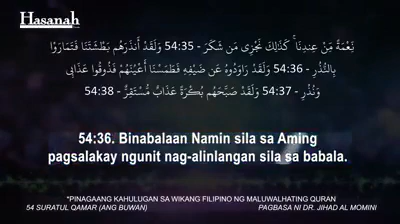 Hasanah
نِّعْمَةً مِّنْ عِندِنَا ۚ كَذَٰلِكَ نَجْزِي مَن شَكَرَ - 54:35 وَلَقَدْ أَنذَرَهُم بَطْشَتَنَا فَتَمَارَوْا
بِالنُّذُرِ - 54:36 وَلَقَدْ رَاوَدُوهُ عَن ضَيْفِهِ فَطَمَسْنَا أَعْيُنَهُمْ فَذُوقُوا عَذَابِي
وَنُذُرِ - 54:37 وَلَقَدْ صَبَّحَهُم بُكْرَةً عَذَابٌ مُّسْتَقِرٌّ - 54:38
54:36. Binabalaan Namin sila sa Aming
pagsalakay ngunit nag-alinlangan sila sa babala.
*PINAGAANG KAHULUGAN SA WIKANG FILIPINO NG MALUWALHATING QURAN
54 SURATUL QAMAR (ANG BUWAN) PAGBASA NI DR. JIHAD AL MOMINI